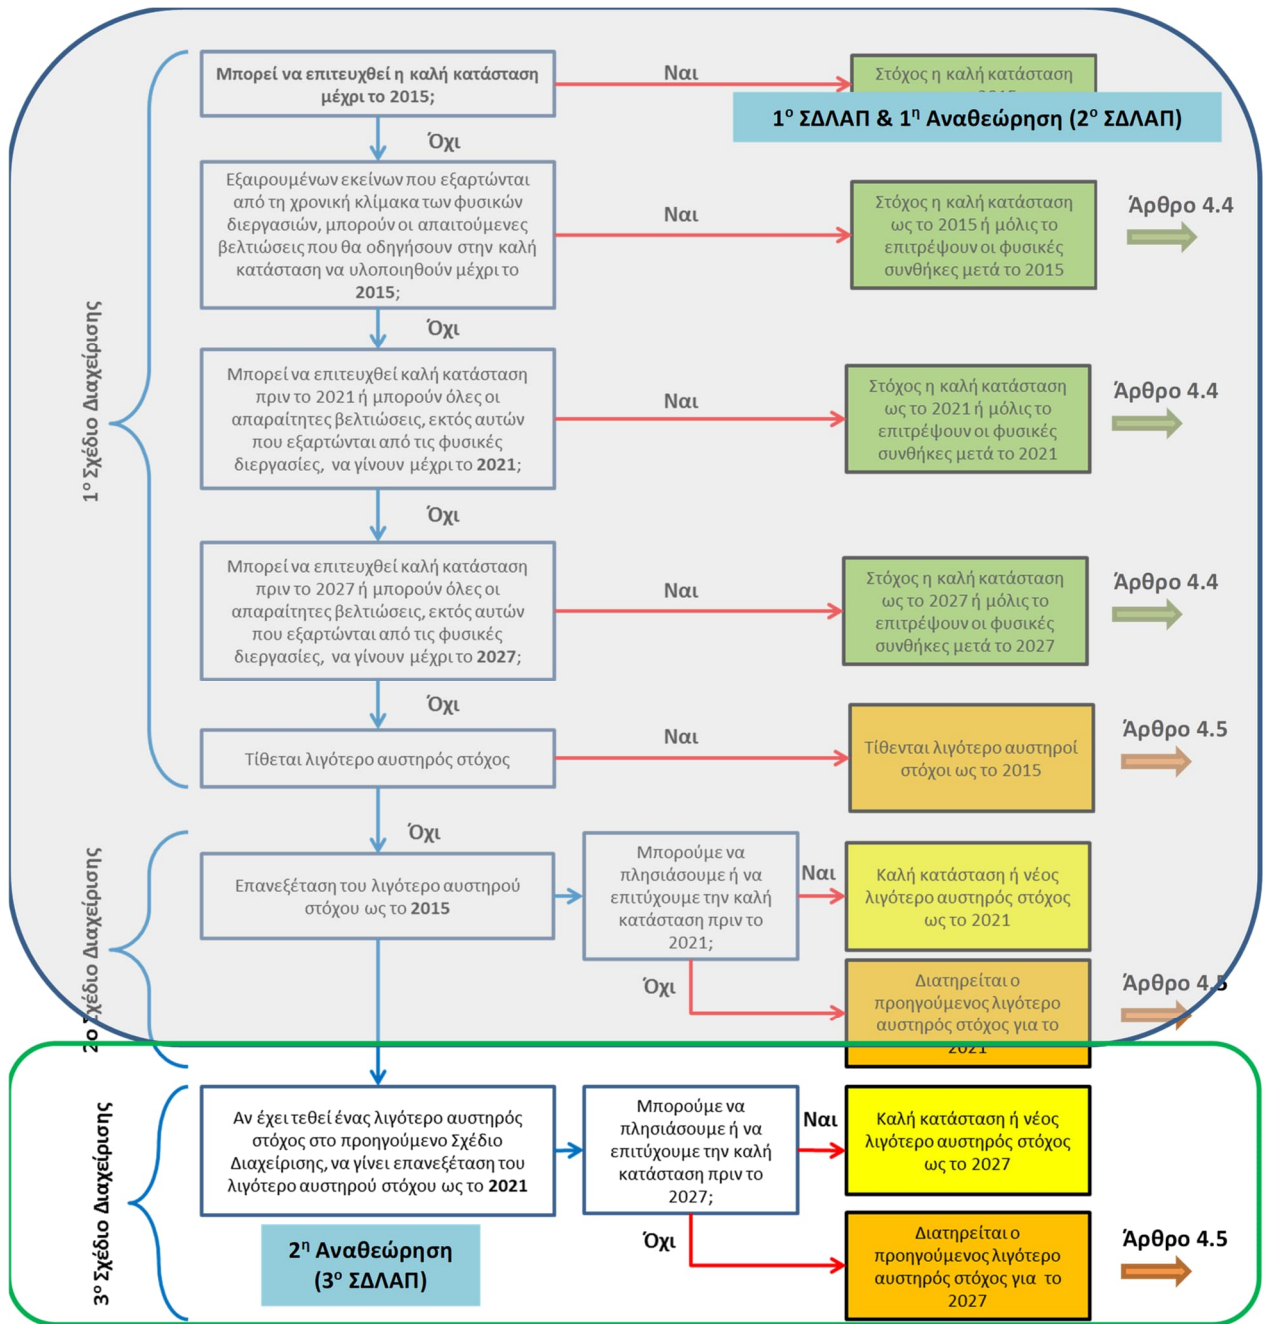 Μπορεί να επιτευχθεί η καλή κατάσταση
μέχρι το 2015;
Ναι
Στόχος η καλή κατάσταση
1ο ΣΔΛΑΠ & 1η Αναθεώρηση (2ο ΣΔΛΑΠ)
Όχι
Εξαιρουμένων εκείνων που εξαρτώνται
από τη χρονική κλίμακα των φυσικών
διεργασιών, μπορούν οι απαιτούμενες
βελτιώσεις που θα οδηγήσουν στην καλή
κατάσταση να υλοποιηθούν μέχρι το
2015;
Ναι
Στόχος η καλή κατάσταση
ως το 2015 ή μόλις το
επιτρέψουν οι φυσικές
συνθήκες μετά το 2015
Άρθρο 4.4
Όχι
1ο Σχέδιο Διαχείρισης
Μπορεί να επιτευχθεί καλή κατάσταση
πριν το 2021 ή μπορούν όλες οι
απαραίτητες βελτιώσεις, εκτός αυτών
που εξαρτώνται από τις φυσικές
διεργασίες, να γίνουν μέχρι το 2021;
Ναι
Στόχος η καλή κατάσταση
ως το 2021 ή μόλις το
επιτρέψουν οι φυσικές
συνθήκες μετά το 2021
Άρθρο 4.4
Όχι
Μπορεί να επιτευχθεί καλή κατάσταση
πριν το 2027 ή μπορούν όλες οι
απαραίτητες βελτιώσεις, εκτός αυτών
που εξαρτώνται από τις φυσικές
διεργασίες, να γίνουν μέχρι το 2027;
Ναι
Στόχος η καλή κατάσταση
ως το 2027 ή μόλις το
επιτρέψουν οι φυσικές
συνθήκες μετά το 2027
Άρθρο 4.4
Όχι
Τίθεται λιγότερο αυστηρός στόχος
Ναι
Τίθενται λιγότερο αυστηροί
στόχοι ως το 2015
Άρθρο 4.5
Όχι
2ο Σχέδιο Διαχείρισης
Επανεξέταση του λιγότερο αυστηρού
στόχου ως το 2015
Μπορούμε να
πλησιάσουμε ή να
επιτύχουμε την καλή
κατάσταση πριν το
2021;
Ναι
Καλή κατάσταση ή νέος
λιγότερο αυστηρός στόχος
ως το 2021
Όχι
Διατηρείται ο
προηγούμενος λιγότερο
αυστηρός στόχος για το
2021
Άρθρο 4.5
3ο Σχέδιο Διαχείρισης
Αν έχει τεθεί ένας λιγότερο αυστηρός
στόχος στο προηγούμενο Σχέδιο
Διαχείρισης, να γίνει επανεξέταση του
λιγότερο αυστηρού στόχου ως το 2021
Μπορούμε να
πλησιάσουμε ή να
επιτύχουμε την καλή
κατάσταση πριν το
2027;
Ναι
Καλή κατάσταση ή νέος
λιγότερο αυστηρός στόχος
ως το 2027
2η Αναθεώρηση
(3ο ΣΔΛΑΠ)
Όχι
Διατηρείται ο
προηγούμενος λιγότερο
αυστηρός στόχος για το
2027
Άρθρο 4.5